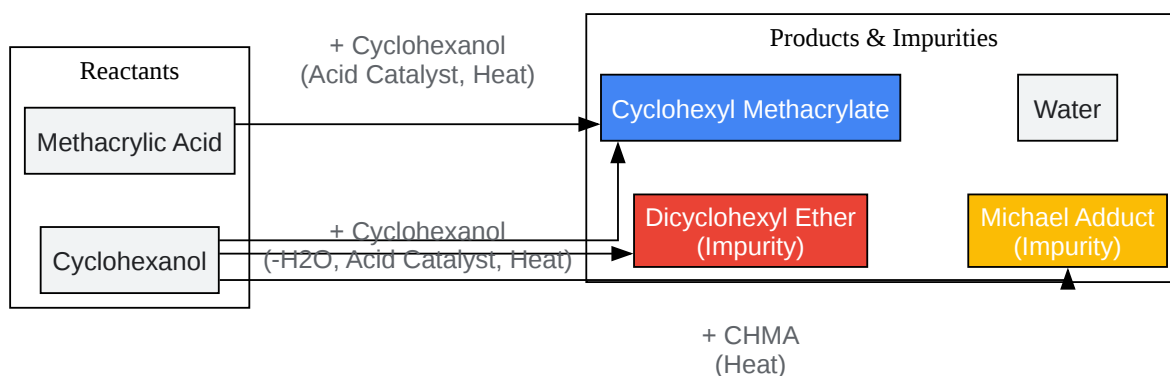 Reactants
Methacrylic Acid
Cyclohexanol
+ Cyclohexanol
(Acid Catalyst, Heat)
+ Cyclohexanol
(-H2O, Acid Catalyst, Heat)
Products & Impurities
Cyclohexyl Methacrylate
Water
Dicyclohexyl Ether
(Impurity)
Michael Adduct
(Impurity)
+ CHMA
(Heat)